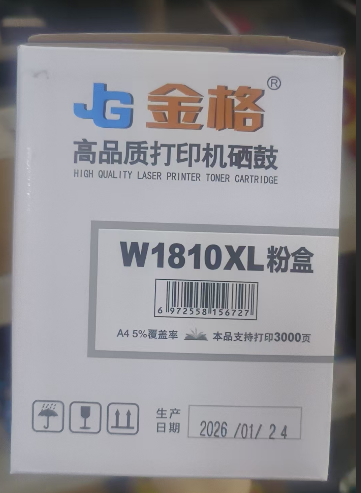 JG 金格®
高品质打印机硒鼓
HIGH QUALITY LASER PRINTER TONER CARTRIDGE
W1810XL粉盒
6 972558 156727
A4 5%覆盖率 本品支持打印3000页
生产日期 2026/01/24